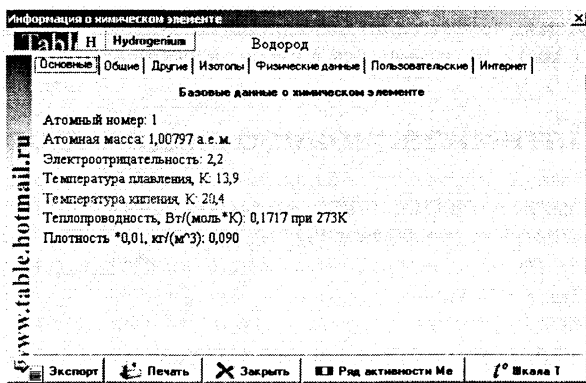 Информация о химическом элементе
Tabl H Hydrogenium Водород
Основные Общие Другие Изотопы Физические данные Пользовательские Интернет
Базовые данные о химическом элементе
Атомный номер: 1
Атомная масса: 1,00797 а.е.м.
Электроотрицательность: 2,2
Температура плавления, К: 13,9
Температура кипения, К: 20,4
Теплопроводность, Вт/(моль*К): 0,1717 при 273К
Плотность *0,01, кг/(м^3): 0,090
www.table.hotmail.ru
Экспорт Печать Закрыть Ряд активности Ме t° Шкала Т